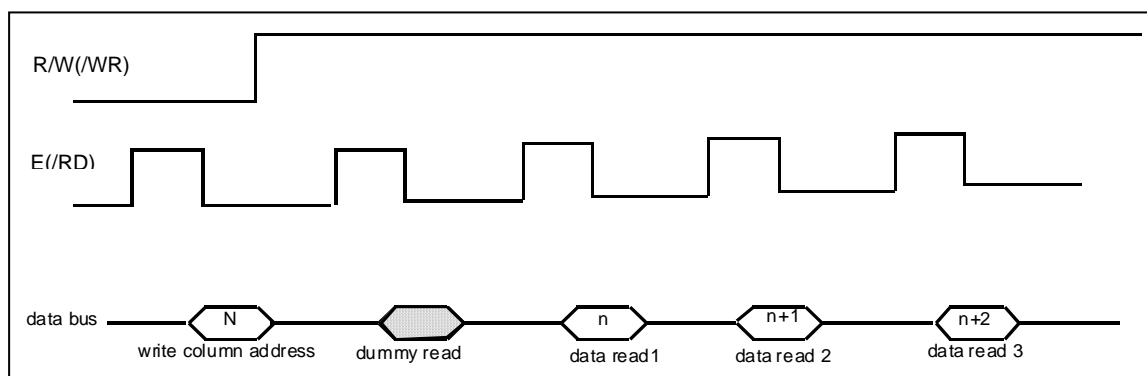 R/W(/WR)
E(/RD)
data bus
N
n
n+1
n+2
write column address
dummy read
data read1
data read 2
data read 3